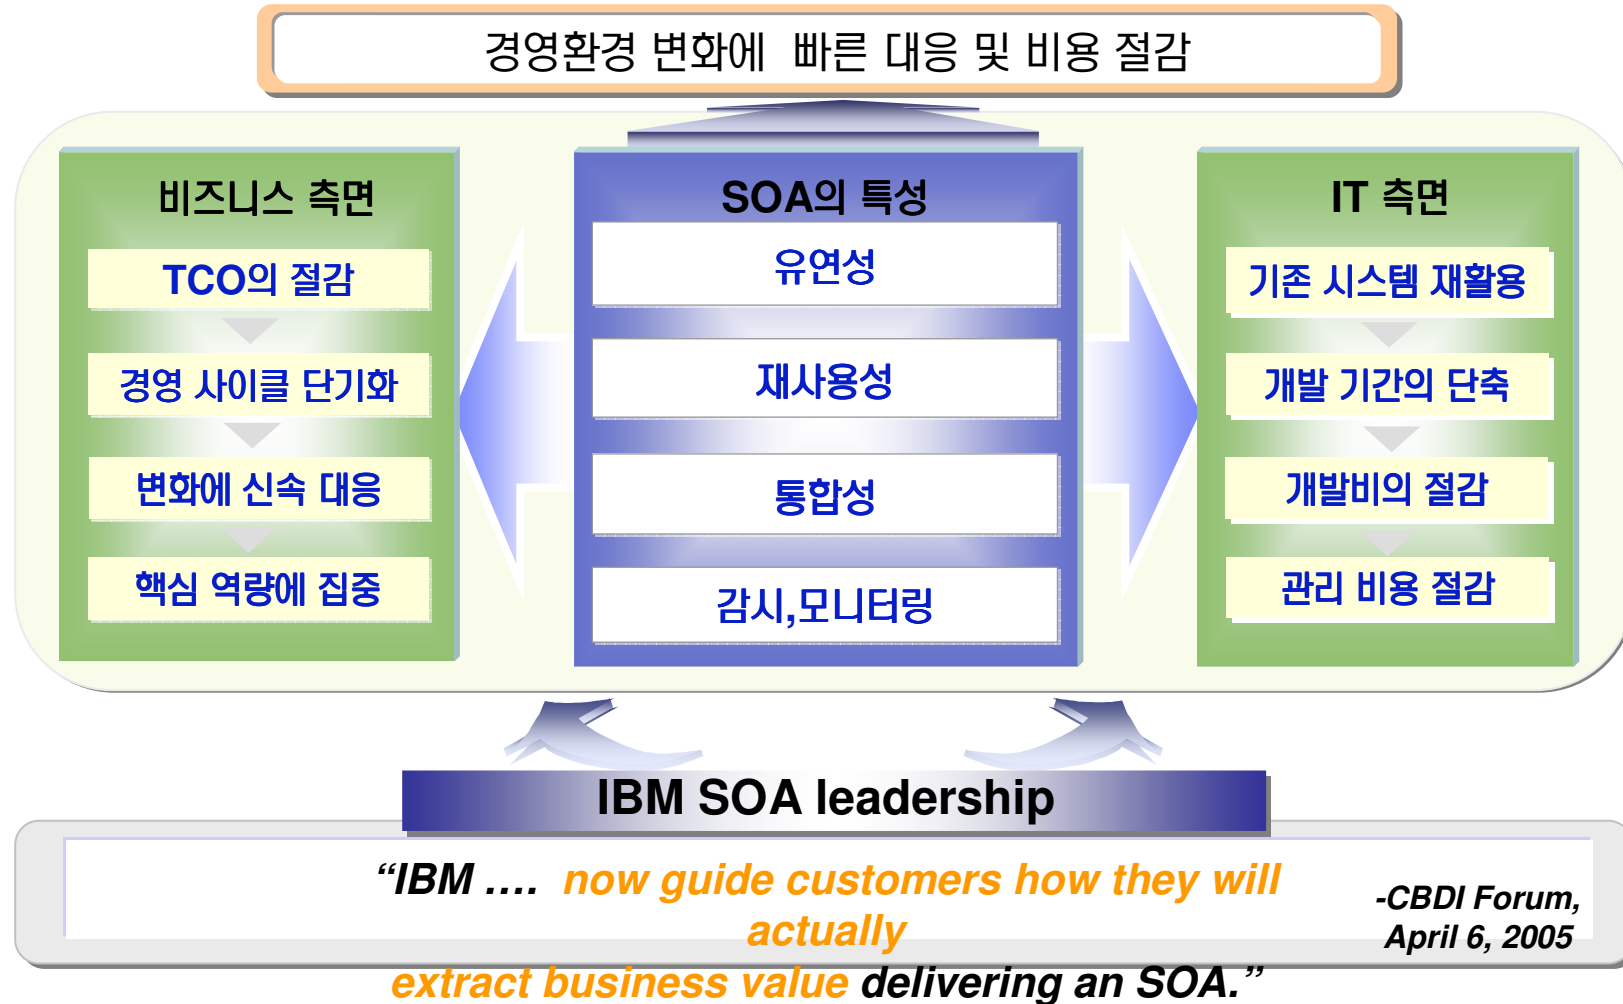 경영환경 변화에 빠른 대응 및 비용 절감
비즈니스 측면
TCO의 절감
경영 사이클 단기화
변화에 신속 대응
핵심 역량에 집중
SOA의 특성
유연성
재사용성
통합성
감시,모니터링
IT 측면
기존 시스템 재활용
개발 기간의 단축
개발비의 절감
관리 비용 절감
IBM SOA leadership
“IBM .... now guide customers how they will
actually
extract business value delivering an SOA.”
-CBDI Forum,
April 6, 2005